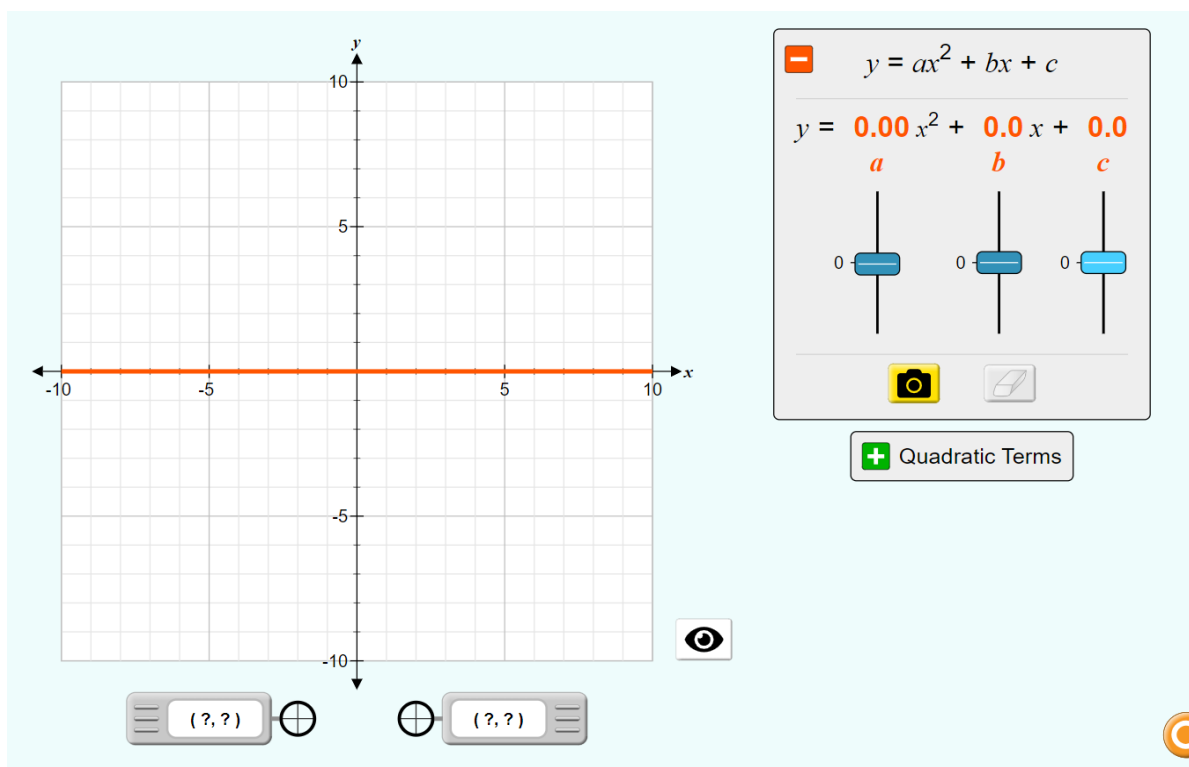 y
10
5
-10 -5 5 10 x
-5
-10
( ?, ? ) ( ?, ? )
y = ax² + bx + c
y = 0.00 x² + 0.0 x + 0.0
a b c
0 0 0
Quadratic Terms